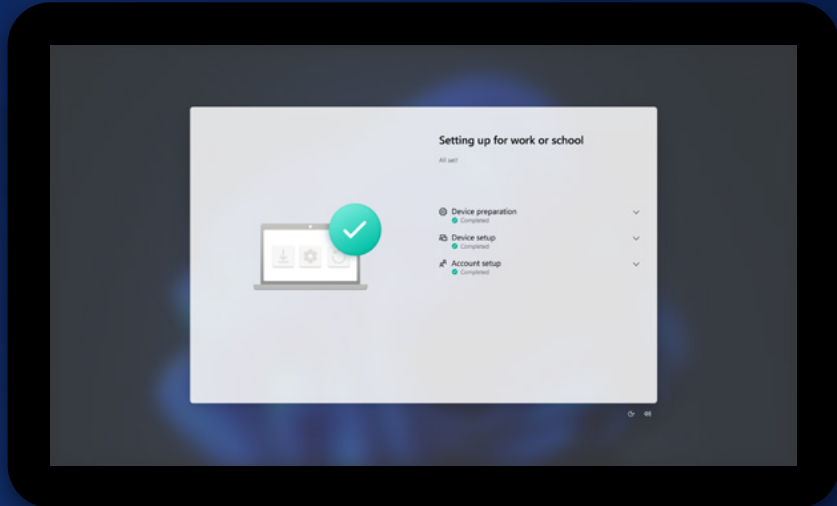 Setting up for work or school
All set!
Device preparation
Completed
Device setup
Completed
Account setup
Completed